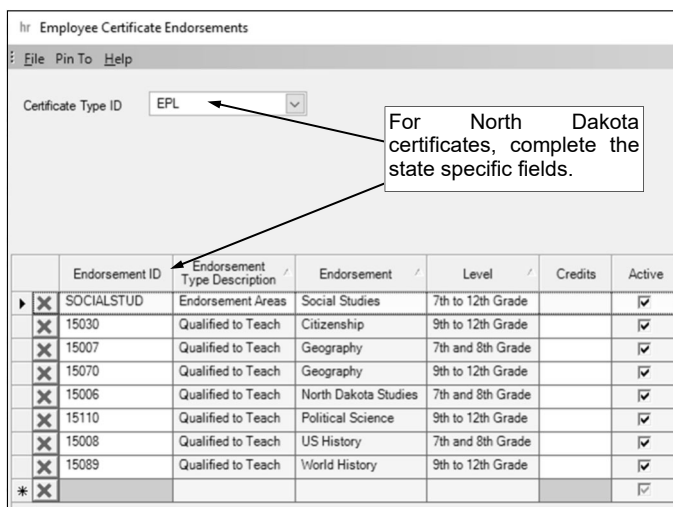 hr Employee Certificate Endorsements
File Pin To Help
Certificate Type ID EPL
For North Dakota
certificates, complete the
state specific fields.
Endorsement ID Endorsement Type Description Endorsement Level Credits Active
SOCIALSTUD Endorsement Areas Social Studies 7th to 12th Grade
15030 Qualified to Teach Citizenship 9th to 12th Grade
15007 Qualified to Teach Geography 7th and 8th Grade
15070 Qualified to Teach Geography 9th to 12th Grade
15006 Qualified to Teach North Dakota Studies 7th and 8th Grade
15110 Qualified to Teach Political Science 9th to 12th Grade
15008 Qualified to Teach US History 7th and 8th Grade
15089 Qualified to Teach World History 9th to 12th Grade